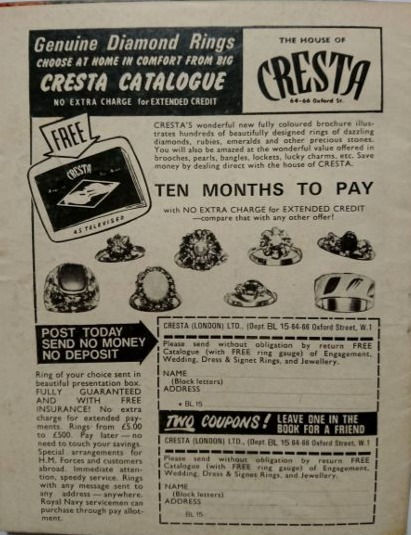 Genuine Diamond Rings
CHOOSE AT HOME IN COMFORT FROM BIG
CRESTA CATALOGUE
NO EXTRA CHARGE for EXTENDED CREDIT
THE HOUSE OF
CRESTA
64-66 Oxford St.
FREE
CRESTA
AS TELEVISED
CRESTA'S wonderful new fully coloured brochure illus-
trates hundreds of beautifully designed rings of dazzling
diamonds, rubies, emeralds and other precious stones.
You will also be amazed at the wonderful value offered in
brooches, pearls, bangles, lockets, lucky charms, etc. Save
money by dealing direct with the house of CRESTA.
TEN MONTHS TO PAY
with NO EXTRA CHARGE for EXTENDED CREDIT
—compare that with any other offer!
POST TODAY
SEND NO MONEY
NO DEPOSIT
Ring of your choice sent in
beautiful presentation box.
FULLY GUARANTEED
AND WITH FREE
INSURANCE! No extra
charge for extended pay-
ments. Rings from £5.00
to £500. Pay later — no
need to touch your savings.
Special arrangements for
H.M. Forces and customers
abroad. Immediate atten-
tion, speedy service. Rings
with any message sent to
any address — anywhere.
Royal Navy servicemen can
purchase through pay allot-
ment.
CRESTA (LONDON) LTD., (Dept. BL 15 64-66 Oxford Street, W.1
Please send without obligation by return FREE
Catalogue (with FREE ring gauge) of Engagement,
Wedding, Dress & Signet Rings, and Jewellery.
NAME
(Block letters)
ADDRESS
BL 15
TWO COUPONS! LEAVE ONE IN THE
BOOK FOR A FRIEND
CRESTA (LONDON) LTD., (Dept. BL 15 64-66 Oxford Street, W.1
Please send without obligation by return FREE
Catalogue (with FREE ring gauge) of Engagement,
Wedding, Dress & Signet Rings, and Jewellery.
NAME
(Block letters)
ADDRESS
BL 15